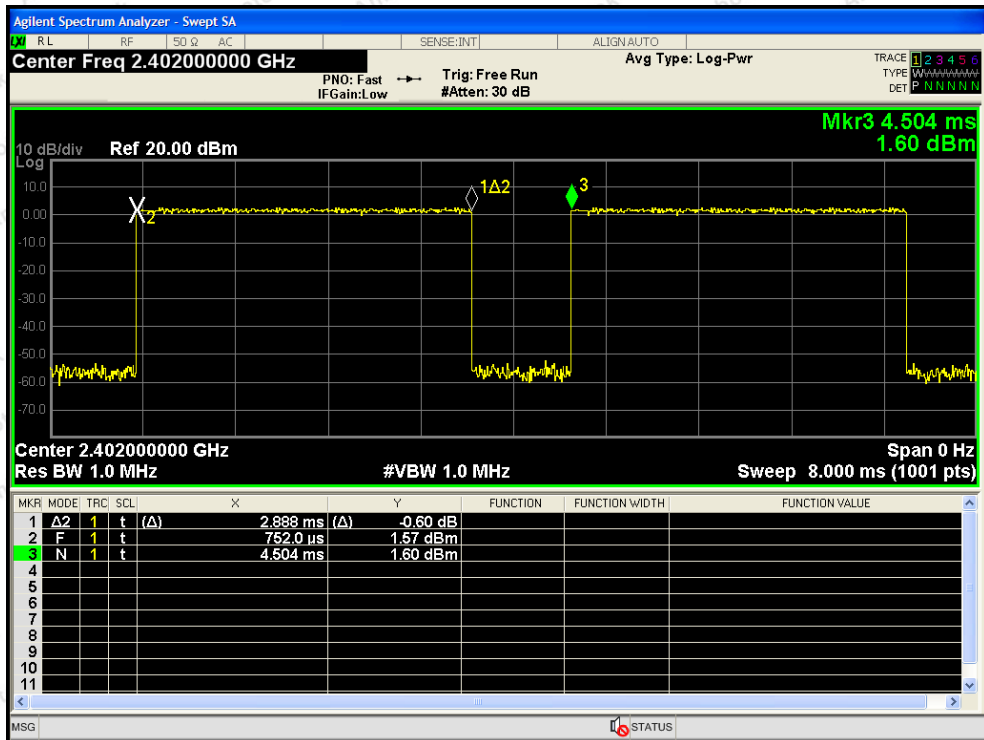 Agilent Spectrum Analyzer - Swept SA
LXI RL RF 50 Ω AC SENSE:INT ALIGN AUTO
Center Freq 2.402000000 GHz Avg Type: Log-Pwr TRACE 1 2 3 4 5 6
PNO: Fast Trig: Free Run TYPE W
IFGain:Low #Atten: 30 dB DET P N N N N N
Mkr3 4.504 ms
10 dB/div Ref 20.00 dBm 1.60 dBm
Log
10.0 1Δ2 3
0.00 2
-10.0
-20.0
-30.0
-40.0
-50.0
-60.0
-70.0
Center 2.402000000 GHz Span 0 Hz
Res BW 1.0 MHz #VBW 1.0 MHz Sweep 8.000 ms (1001 pts)
MKR MODE TRC SCL X Y FUNCTION FUNCTION WIDTH FUNCTION VALUE
1 Δ2 1 t (Δ) 2.888 ms (Δ) -0.60 dB
2 F 1 t 752.0 µs 1.57 dBm
3 N 1 t 4.504 ms 1.60 dBm
4
5
6
7
8
9
10
11
MSG STATUS